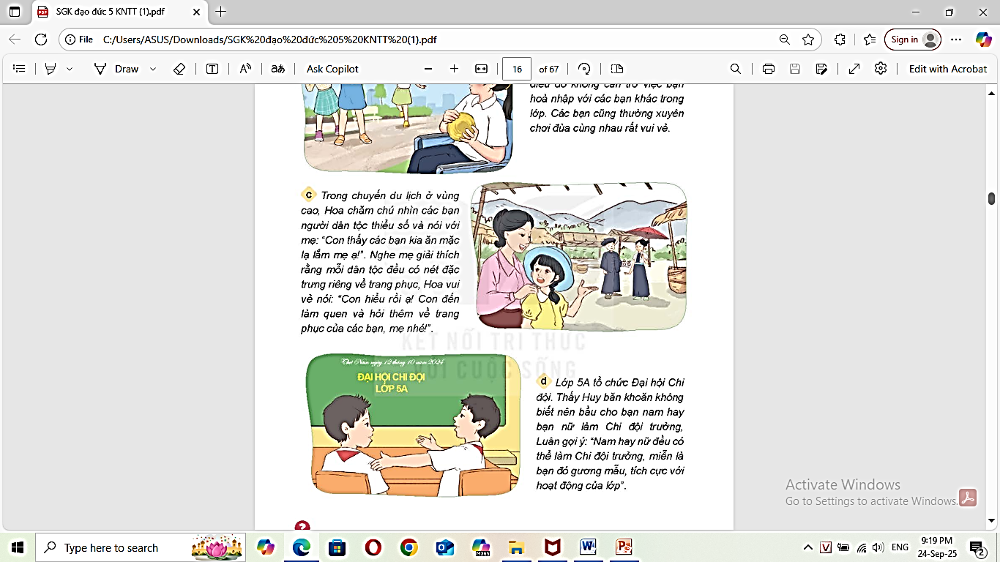 SGK đạo đức 5 KNTT (1).pdf
File
C:/Users/ASUS/Downloads/SGK%20đạo%20đức%205%20KNTT%20(1).pdf
Sign in
Draw
Ask Copilot
16 of 67
Edit with Acrobat
điều đó không cản trở việc bạn
hoà nhập với các bạn khác trong
lớp. Các bạn cũng thường xuyên
chơi đùa cùng nhau rất vui vẻ.
c Trong chuyến du lịch ở vùng
cao, Hoa chăm chú nhìn các bạn
người dân tộc thiểu số và nói với
mẹ: “Con thấy các bạn kia ăn mặc
lạ lắm mẹ ạ!”. Nghe mẹ giải thích
rằng mỗi dân tộc đều có nét đặc
trưng riêng về trang phục, Hoa vui
vẻ nói: “Con hiểu rồi ạ! Con đến
làm quen và hỏi thêm về trang
phục của các bạn, mẹ nhé!”.
KẾT NỐI TRI THỨC
VỚI CUỘC SỐNG
Thứ Năm ngày 12 tháng 10 năm 2024
ĐẠI HỘI CHI ĐỘI
LỚP 5A
d Lớp 5A tổ chức Đại hội Chi
đội. Thấy Huy băn khoăn không
biết nên bầu cho bạn nam hay
bạn nữ làm Chi đội trưởng,
Luân gợi ý: “Nam hay nữ đều có
thể làm Chi đội trưởng, miễn là
bạn đó gương mẫu, tích cực với
hoạt động của lớp”.
?
Activate Windows
Go to Settings to activate Windows.
Type here to search
ENG
9:19 PM
24-Sep-25
2